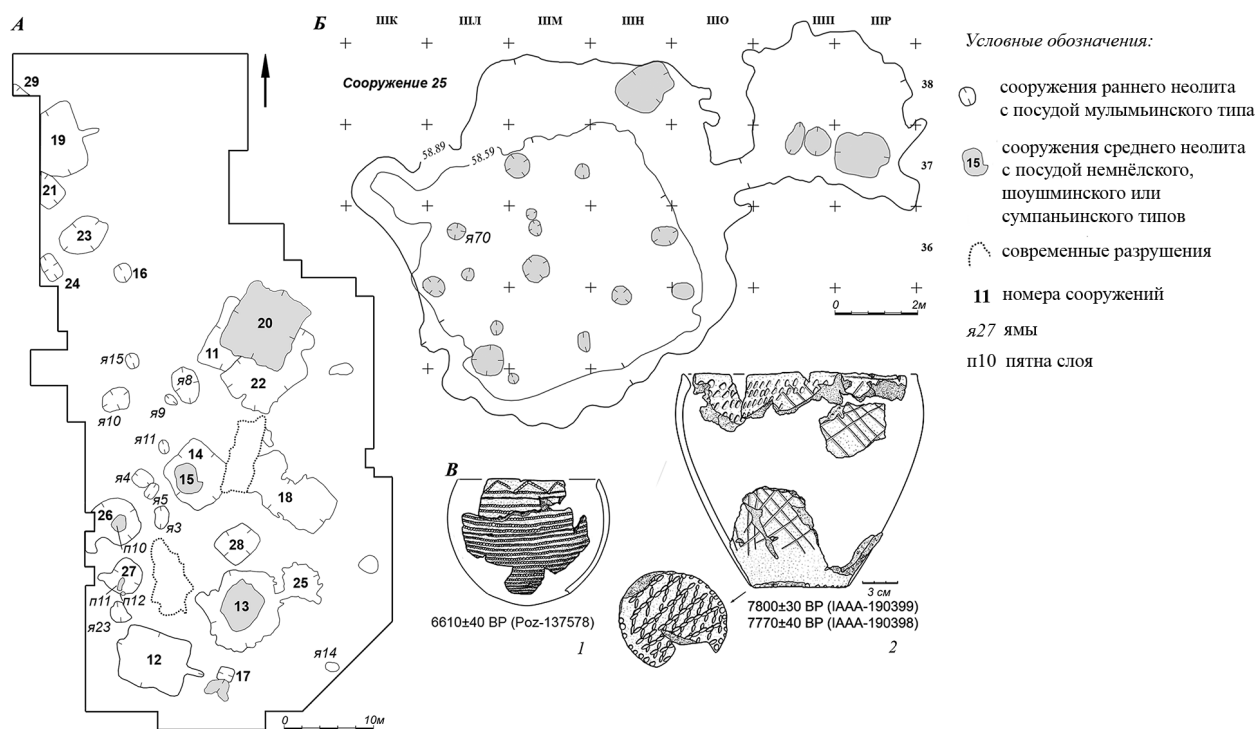 А
29
19
21
23
24
16
20
11
22
я15
я8
я9
я10
я11
14
15
я4
я5
я3
18
26
п10
28
27
25
п11
п12
13
я23
12
я14
17
0 10м
Б
ШК ШЛ ШМ ШН ШО ШП ШР
Сооружение 25
38
58.89
58.59
37
я70
36
0 2м
В
6610±40 BP (Poz-137578)
1
3 см
7800±30 BP (IAAA-190399)
7770±40 BP (IAAA-190398)
2
Условные обозначения:
сооружения раннего неолита
с посудой мулымьинского типа
15
сооружения среднего неолита
с посудой немнёлского,
шоушминского или
сумпаньинского типов
современные разрушения
11 номера сооружений
я27 ямы
п10 пятна слоя